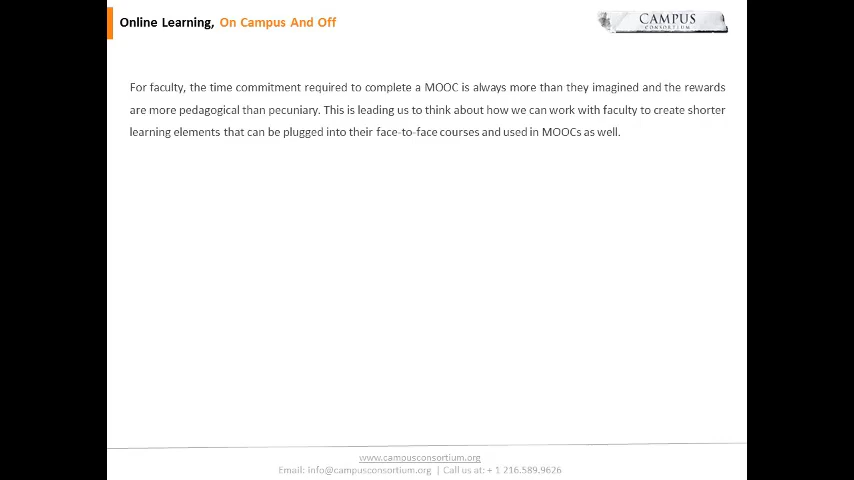 Online Learning, On Campus And Off
CAMPUS
CONSORTIUM
For faculty, the time commitment required to complete a MOOC is always more than they imagined and the rewards
are more pedagogical than pecuniary. This is leading us to think about how we can work with faculty to create shorter
learning elements that can be plugged into their face-to-face courses and used in MOOCs as well.
www.campusconsortium.org
Email: info@campusconsortium.org | Call us at: + 1 216.589.9626